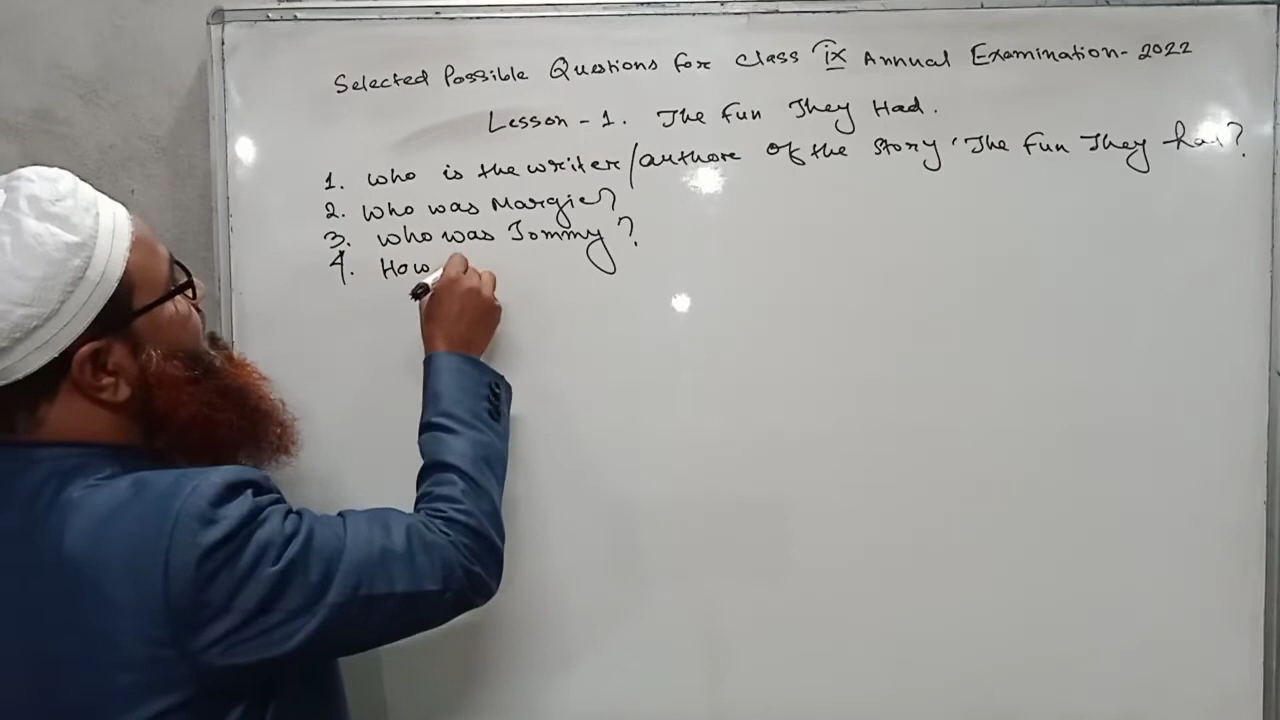 Selected Possible Questions for Class IX Annual Examination - 2022
Lesson - 1. The Fun They Had.
1. Who is the writer/authore of the story 'The Fun They had?
2. Who was Margie?
3. Who was Tommy?
4. How